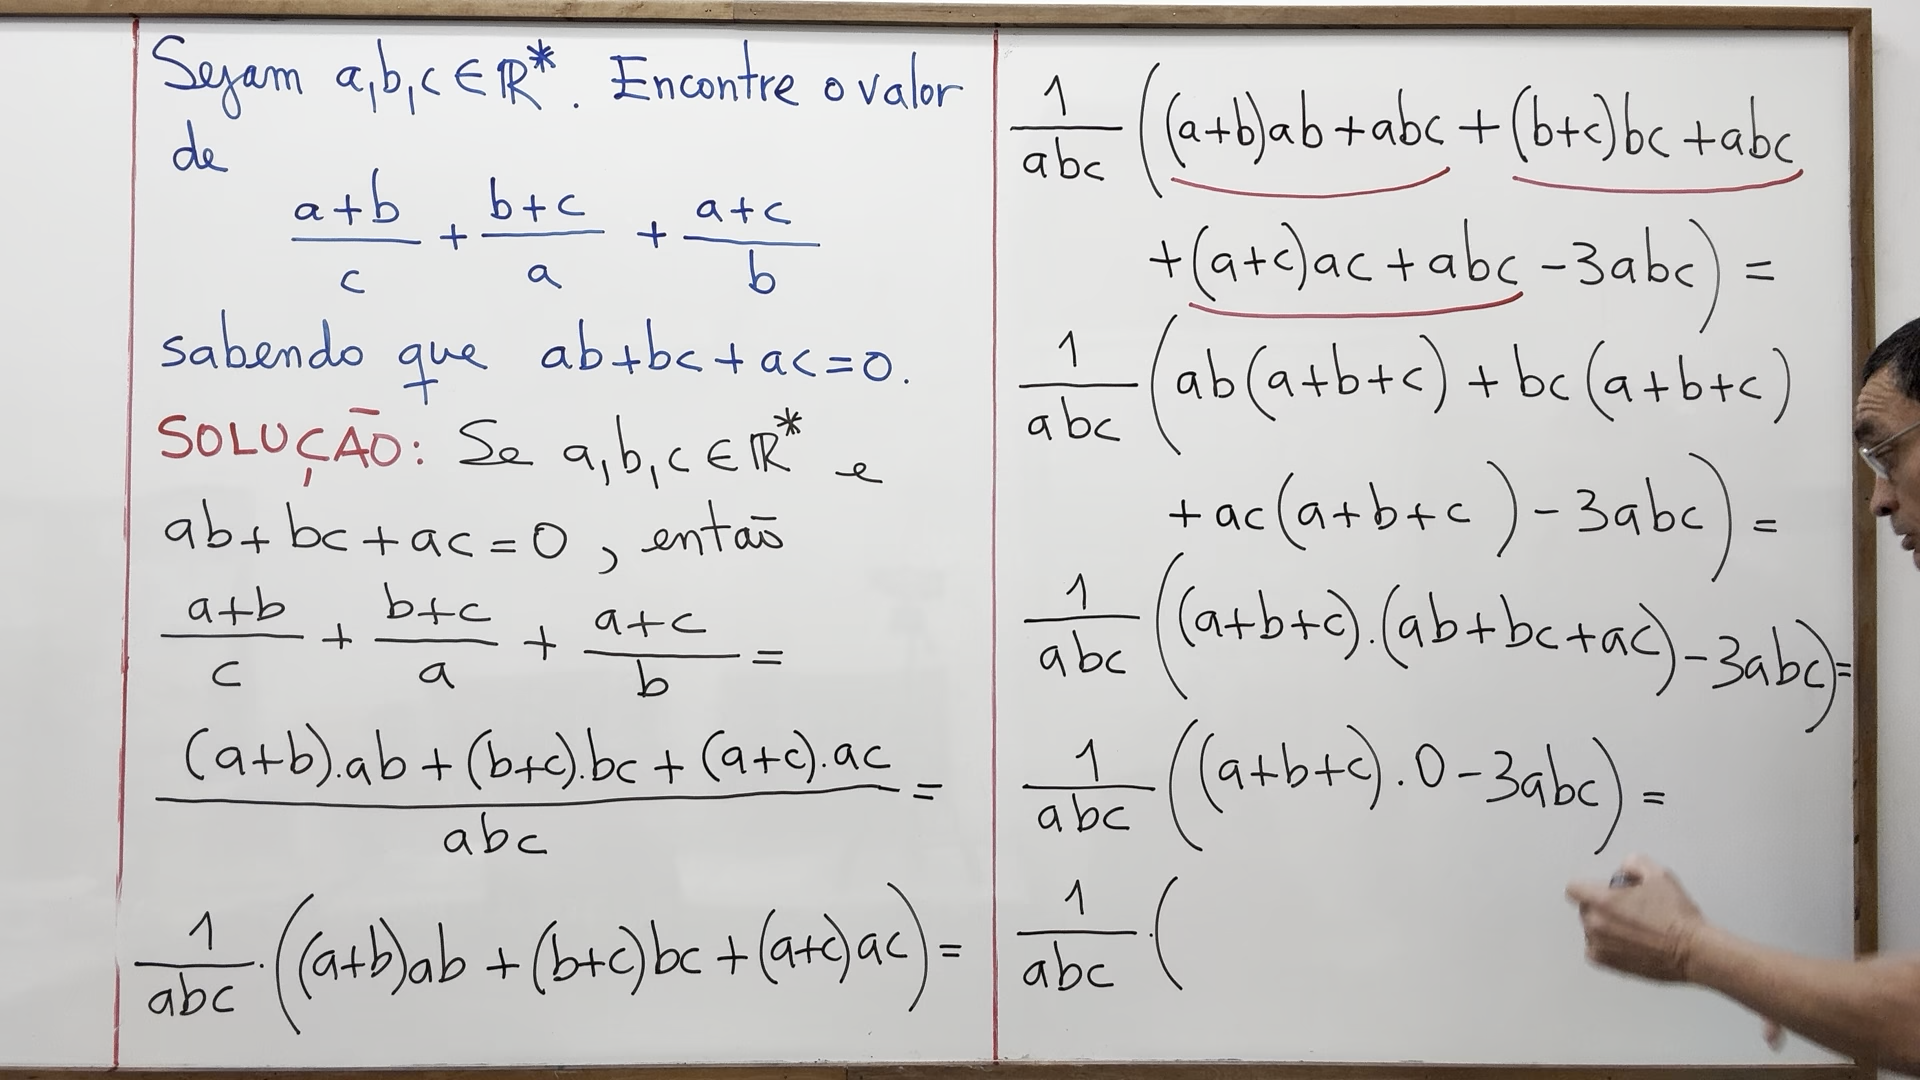 Sejam a,b,c ∈ ℝ*. Encontre o valor
de
(a+b)/c + (b+c)/a + (a+c)/b
sabendo que ab+bc+ac=0.
SOLUÇÃO: Se a,b,c ∈ ℝ* e
ab+bc+ac=0, então
(a+b)/c + (b+c)/a + (a+c)/b =
((a+b).ab+(b+c).bc+(a+c).ac)/abc =
1/abc · ((a+b)ab+(b+c)bc+(a+c)ac) =
1/abc ((a+b)ab+abc+(b+c)bc+abc
+(a+c)ac+abc-3abc) =
1/abc (ab(a+b+c)+bc(a+b+c)
+ac(a+b+c)-3abc) =
1/abc ((a+b+c).(ab+bc+ac)-3abc) =
1/abc ((a+b+c).0-3abc) =
1/abc · (